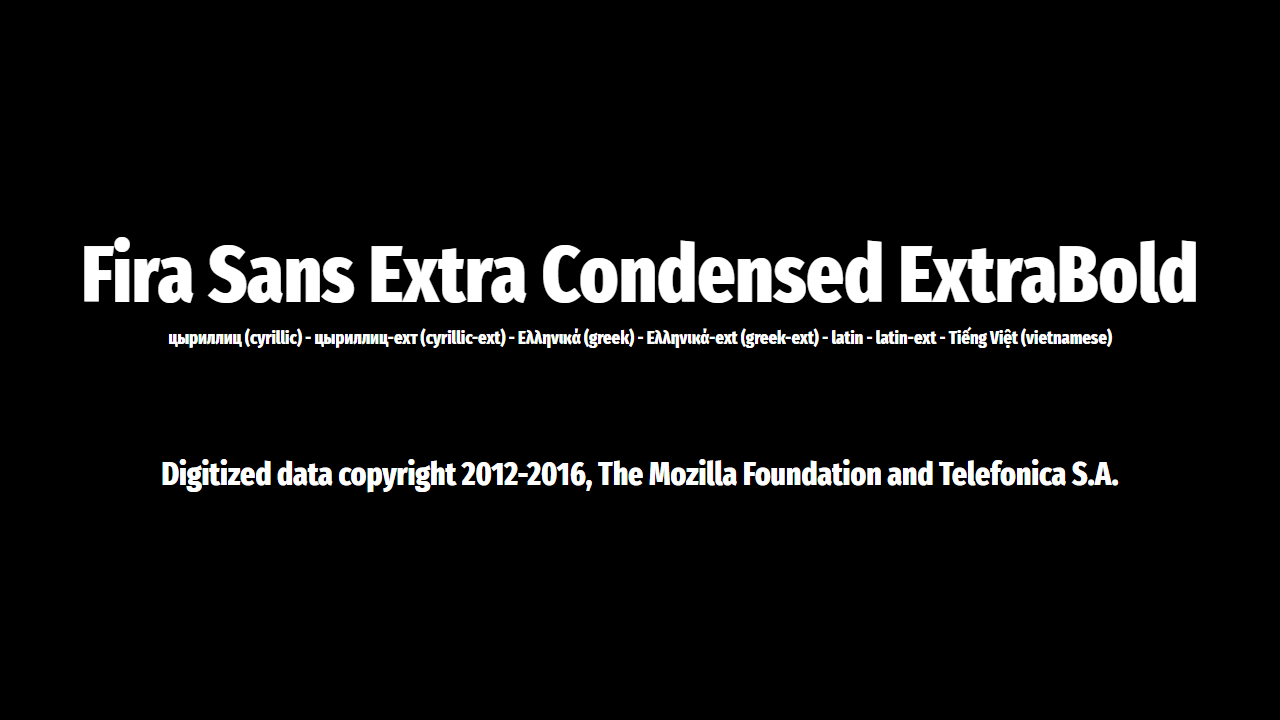 Fira Sans Extra Condensed ExtraBold
цыриллиц (cyrillic) - цыриллиц-ехт (cyrillic-ext) - Ελληνικά (greek) - Ελληνικά-ext (greek-ext) - latin - latin-ext - Tiếng Việt (vietnamese)
Digitized data copyright 2012-2016, The Mozilla Foundation and Telefonica S.A.